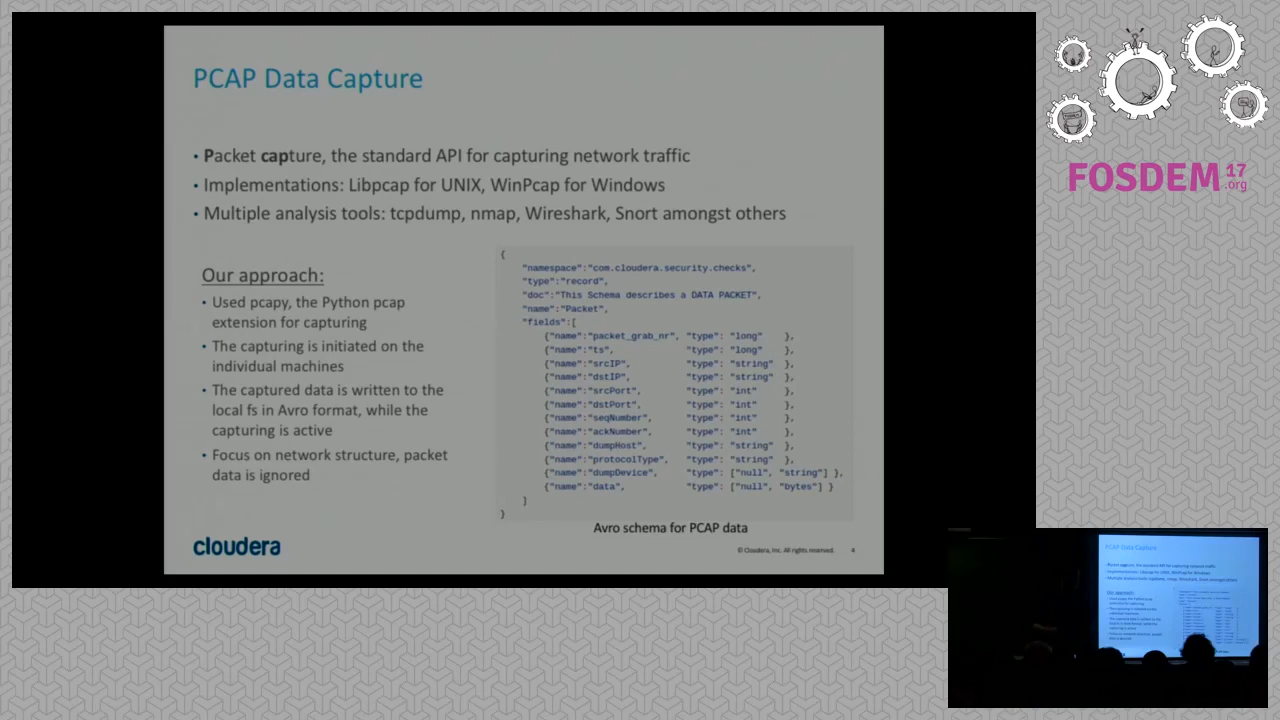 PCAP Data Capture
• Packet capture, the standard API for capturing network traffic
• Implementations: Libpcap for UNIX, WinPcap for Windows
• Multiple analysis tools: tcpdump, nmap, Wireshark, Snort amongst others
Our approach:
• Used pcapy, the Python pcap
extension for capturing
• The capturing is initiated on the
individual machines
• The captured data is written to the
local fs in Avro format, while the
capturing is active
• Focus on network structure, packet
data is ignored
{
"namespace":"com.cloudera.security.checks",
"type":"record",
"doc":"This Schema describes a DATA PACKET",
"name":"Packet",
"fields":[
{"name":"packet_grab_nr", "type": "long" },
{"name":"ts", "type": "long" },
{"name":"srcIP", "type": "string" },
{"name":"dstIP", "type": "string" },
{"name":"srcPort", "type": "int" },
{"name":"dstPort", "type": "int" },
{"name":"seqNumber", "type": "int" },
{"name":"ackNumber", "type": "int" },
{"name":"dumpHost", "type": "string" },
{"name":"protocolType", "type": "string" },
{"name":"dumpDevice", "type": ["null", "string"] },
{"name":"data", "type": ["null", "bytes"] }
]
}
Avro schema for PCAP data
cloudera
© Cloudera, Inc. All rights reserved. 4
FOSDEM 17
.org
PCAP Data Capture
Our approach: